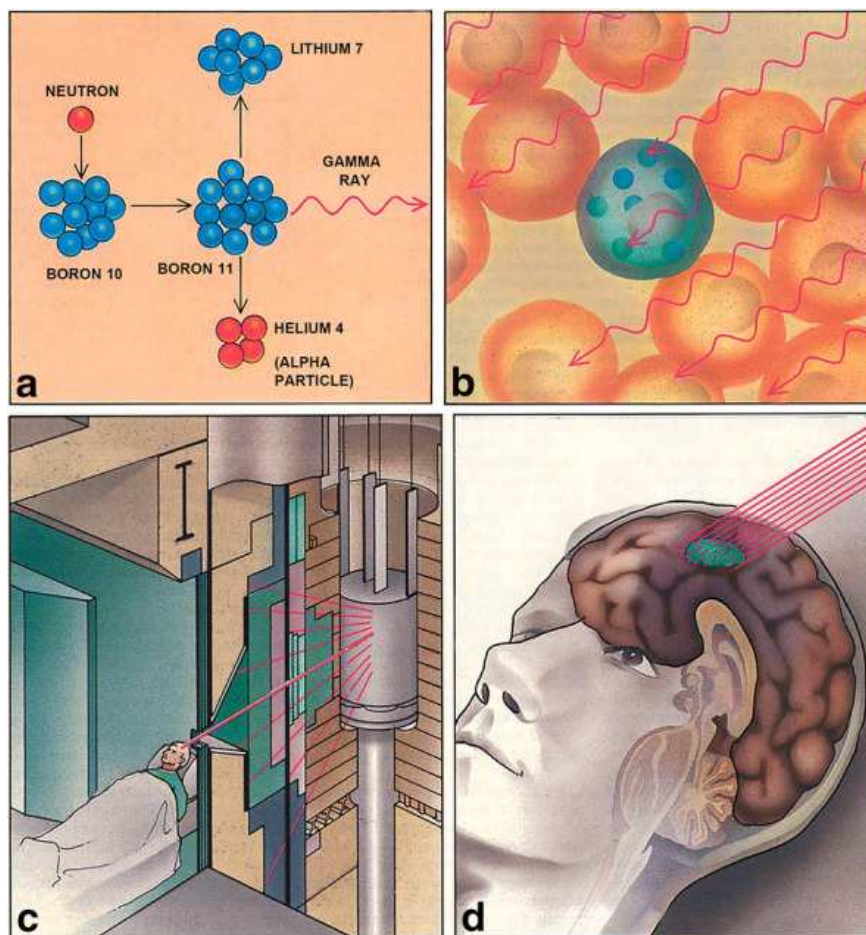 LITHIUM 7
NEUTRON
GAMMA
RAY
BORON 10
BORON 11
HELIUM 4
(ALPHA
PARTICLE)
a
b
c
d